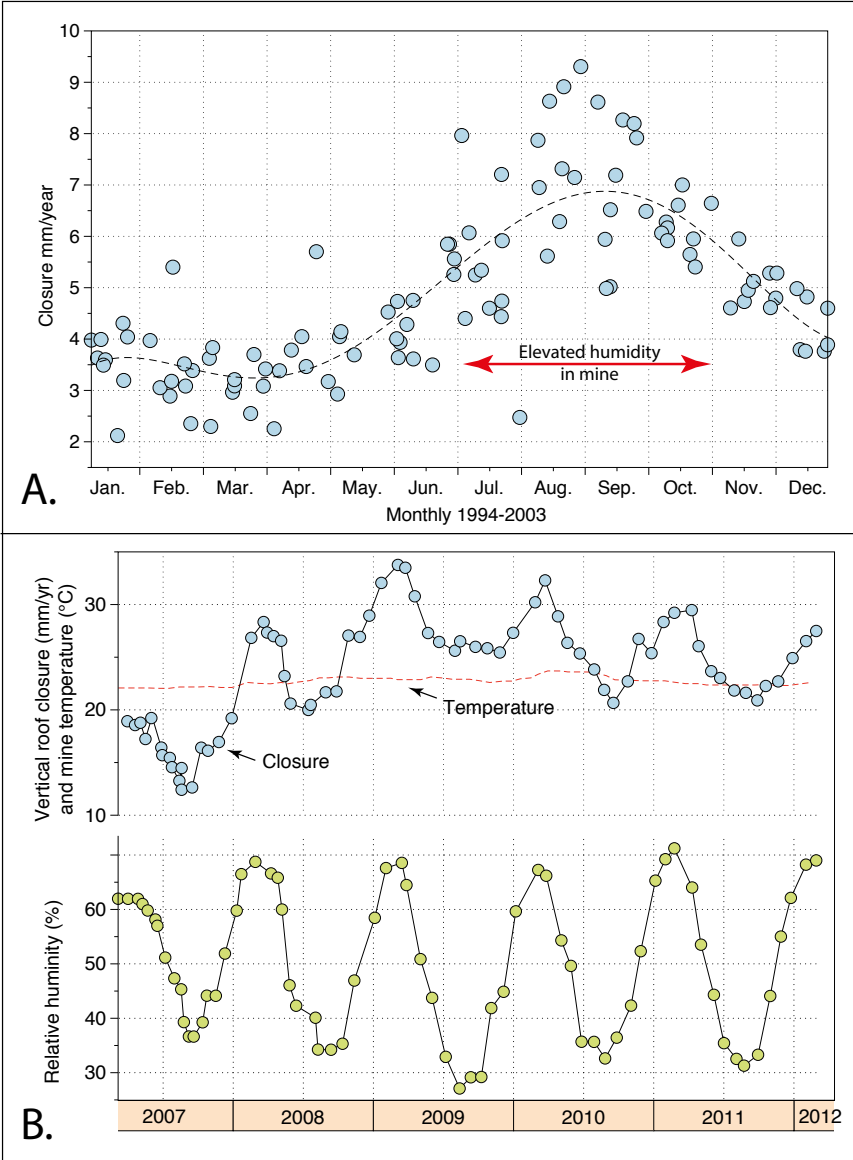 10
9
8
7
6
5
4
3
2
Closure mm/year
Elevated humidity
in mine
A.
Jan. Feb. Mar. Apr. May. Jun. Jul. Aug. Sep. Oct. Nov. Dec.
Monthly 1994-2003
Vertical roof closure (mm/yr)
and mine temperature (°C)
30
20
10
Temperature
Closure
Relative huminity (%)
60
50
40
30
B.
2007 2008 2009 2010 2011 2012